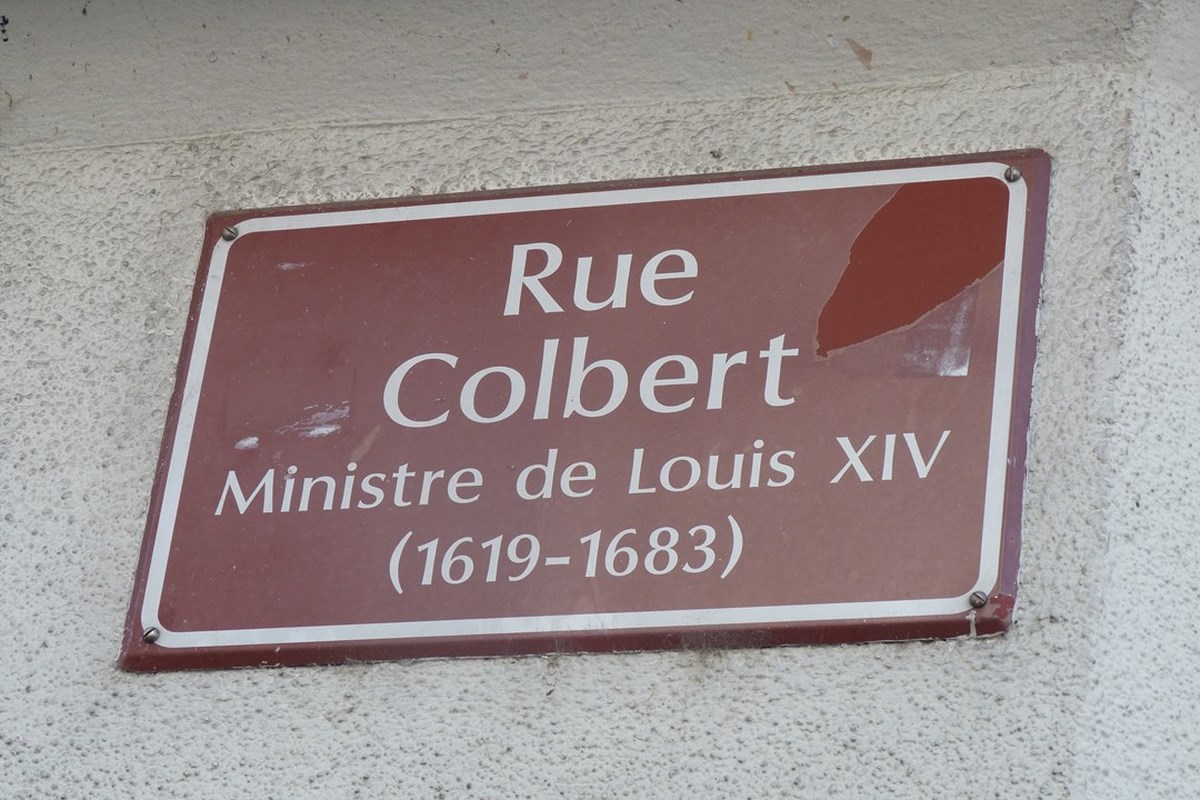 Rue
Colbert
Ministre de Louis XIV
(1619-1683)